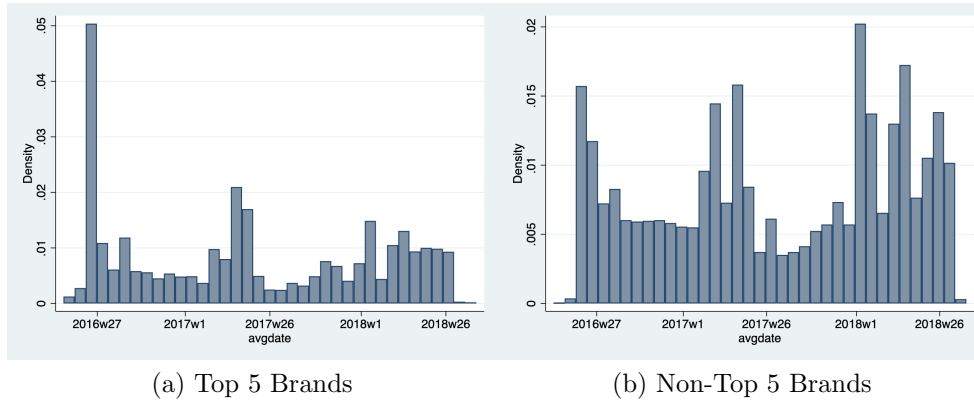 .05
.04
.03
.02
.01
0
Density
2016w27 2017w1 2017w26 2018w1 2018w26
avgdate
(a) Top 5 Brands
.02
.015
.01
.005
0
Density
2016w27 2017w1 2017w26 2018w1 2018w26
avgdate
(b) Non-Top 5 Brands